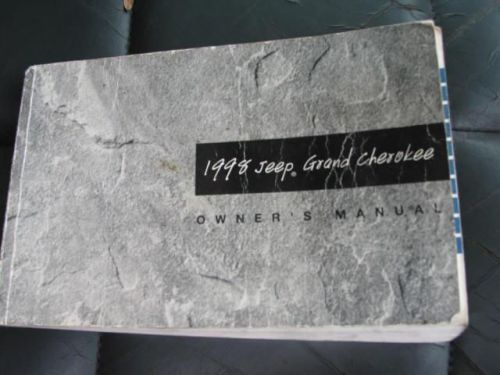 1998 Jeep® Grand Cherokee
OWNER'S MANUAL